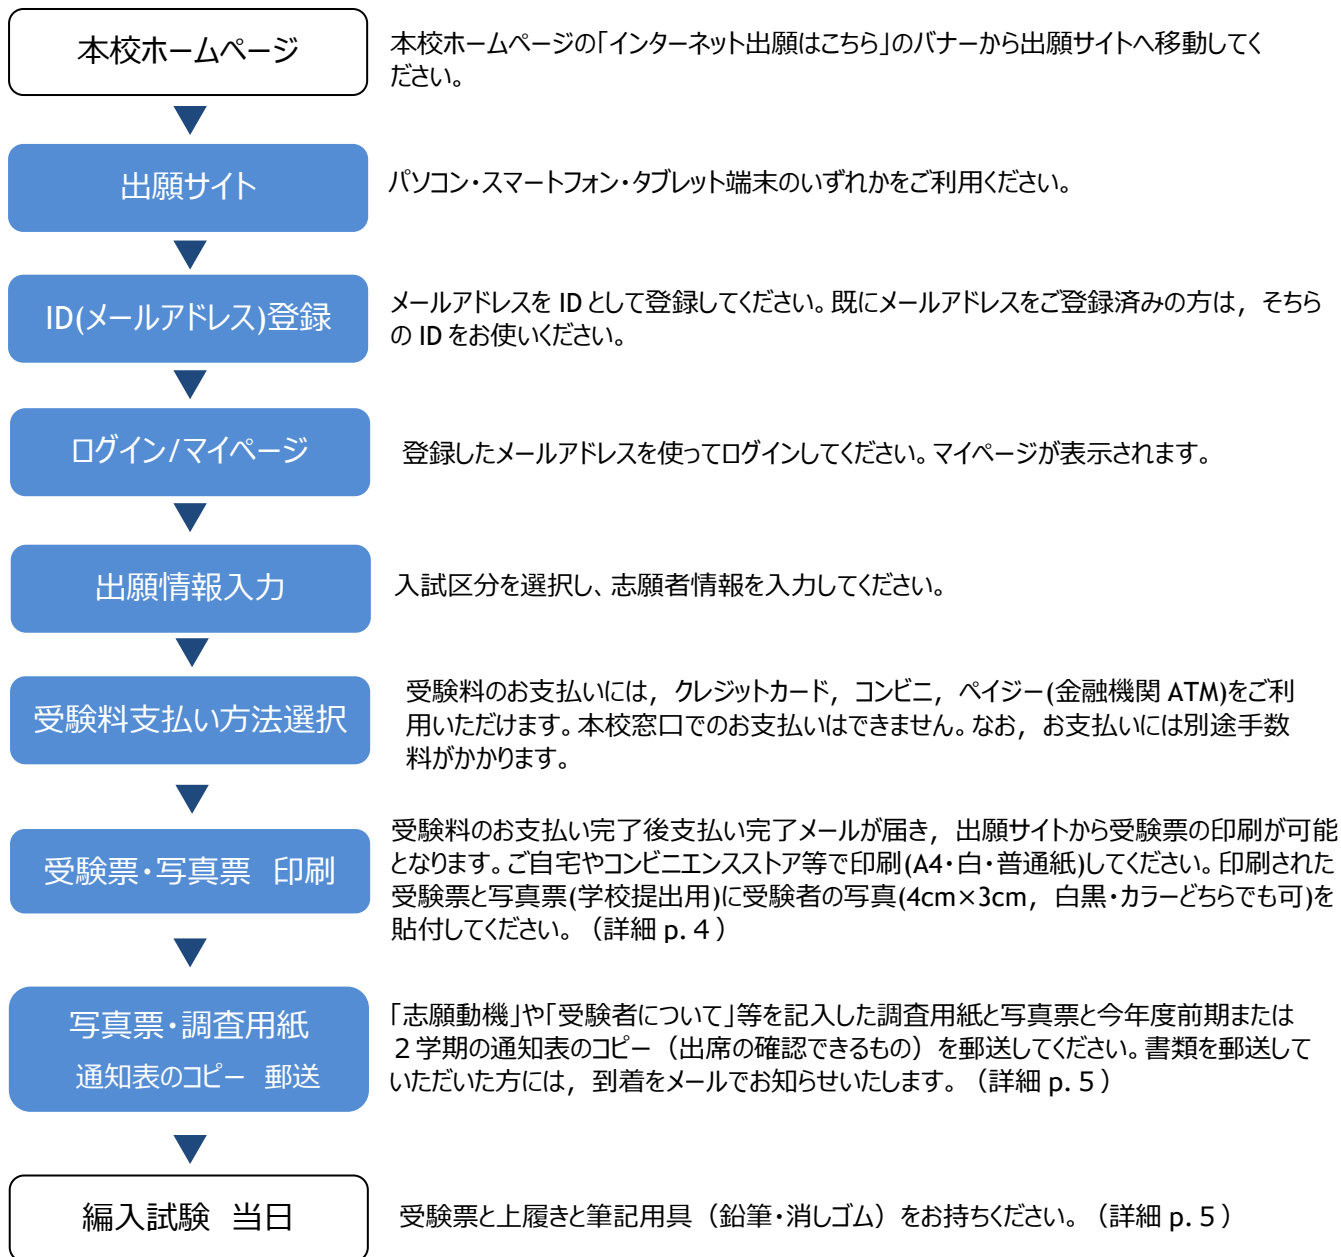 本校ホームページ
本校ホームページの「インターネット出願はこちら」のバナーから出願サイトへ移動してく
ださい。
出願サイト
パソコン・スマートフォン・タブレット端末のいずれかをご利用ください。
ID(メールアドレス)登録
メールアドレスを ID として登録してください。既にメールアドレスをご登録済みの方は，そちら
の ID をお使いください。
ログイン/マイページ
登録したメールアドレスを使ってログインしてください。マイページが表示されます。
出願情報入力
入試区分を選択し、志願者情報を入力してください。
受験料支払い方法選択
受験料のお支払いには，クレジットカード，コンビニ，ペイジー(金融機関 ATM)をご利
用いただけます。本校窓口でのお支払いはできません。なお，お支払いには別途手数
料がかかります。
受験票・写真票　印刷
受験料のお支払い完了後支払い完了メールが届き，出願サイトから受験票の印刷が可能
となります。ご自宅やコンビニエンスストア等で印刷(A4・白・普通紙)してください。印刷された
受験票と写真票(学校提出用)に受験者の写真(4cm×3cm，白黒・カラーどちらでも可)を
貼付してください。（詳細 p.４）
写真票・調査用紙
通知表のコピー　郵送
「志願動機」や「受験者について」等を記入した調査用紙と写真票と今年度前期または
２学期の通知表のコピー（出席の確認できるもの）を郵送してください。書類を郵送して
いただいた方には，到着をメールでお知らせいたします。（詳細 p.５）
編入試験　当日
受験票と上履きと筆記用具（鉛筆・消しゴム）をお持ちください。（詳細 p.５）